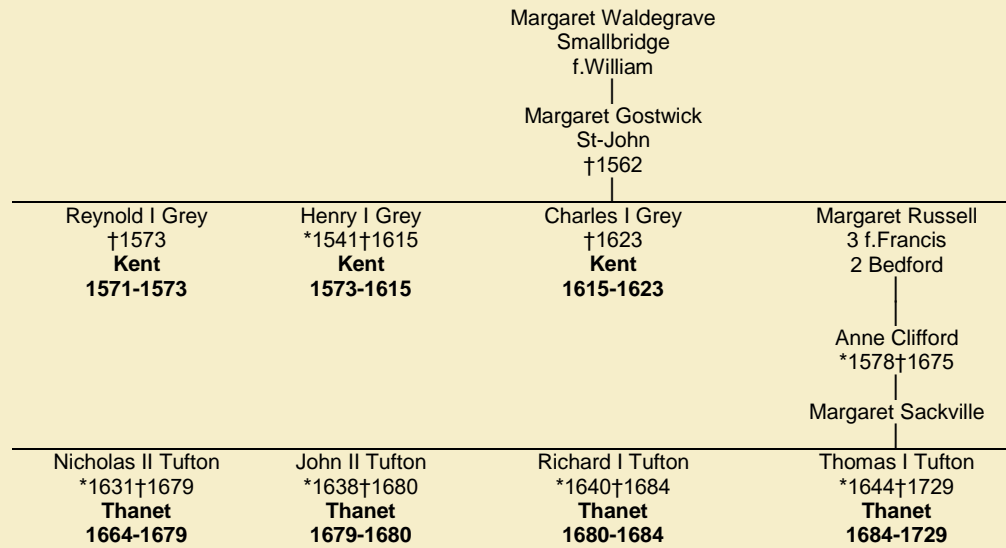 Margaret Waldegrave
Smallbridge
f.William
Margaret Gostwick
St-John
†1562
Reynold I Grey
†1573
Kent
1571-1573
Henry I Grey
*1541†1615
Kent
1573-1615
Charles I Grey
†1623
Kent
1615-1623
Margaret Russell
3 f.Francis
2 Bedford
Anne Clifford
*1578†1675
Margaret Sackville
Nicholas II Tufton
*1631†1679
Thanet
1664-1679
John II Tufton
*1638†1680
Thanet
1679-1680
Richard I Tufton
*1640†1684
Thanet
1680-1684
Thomas I Tufton
*1644†1729
Thanet
1684-1729